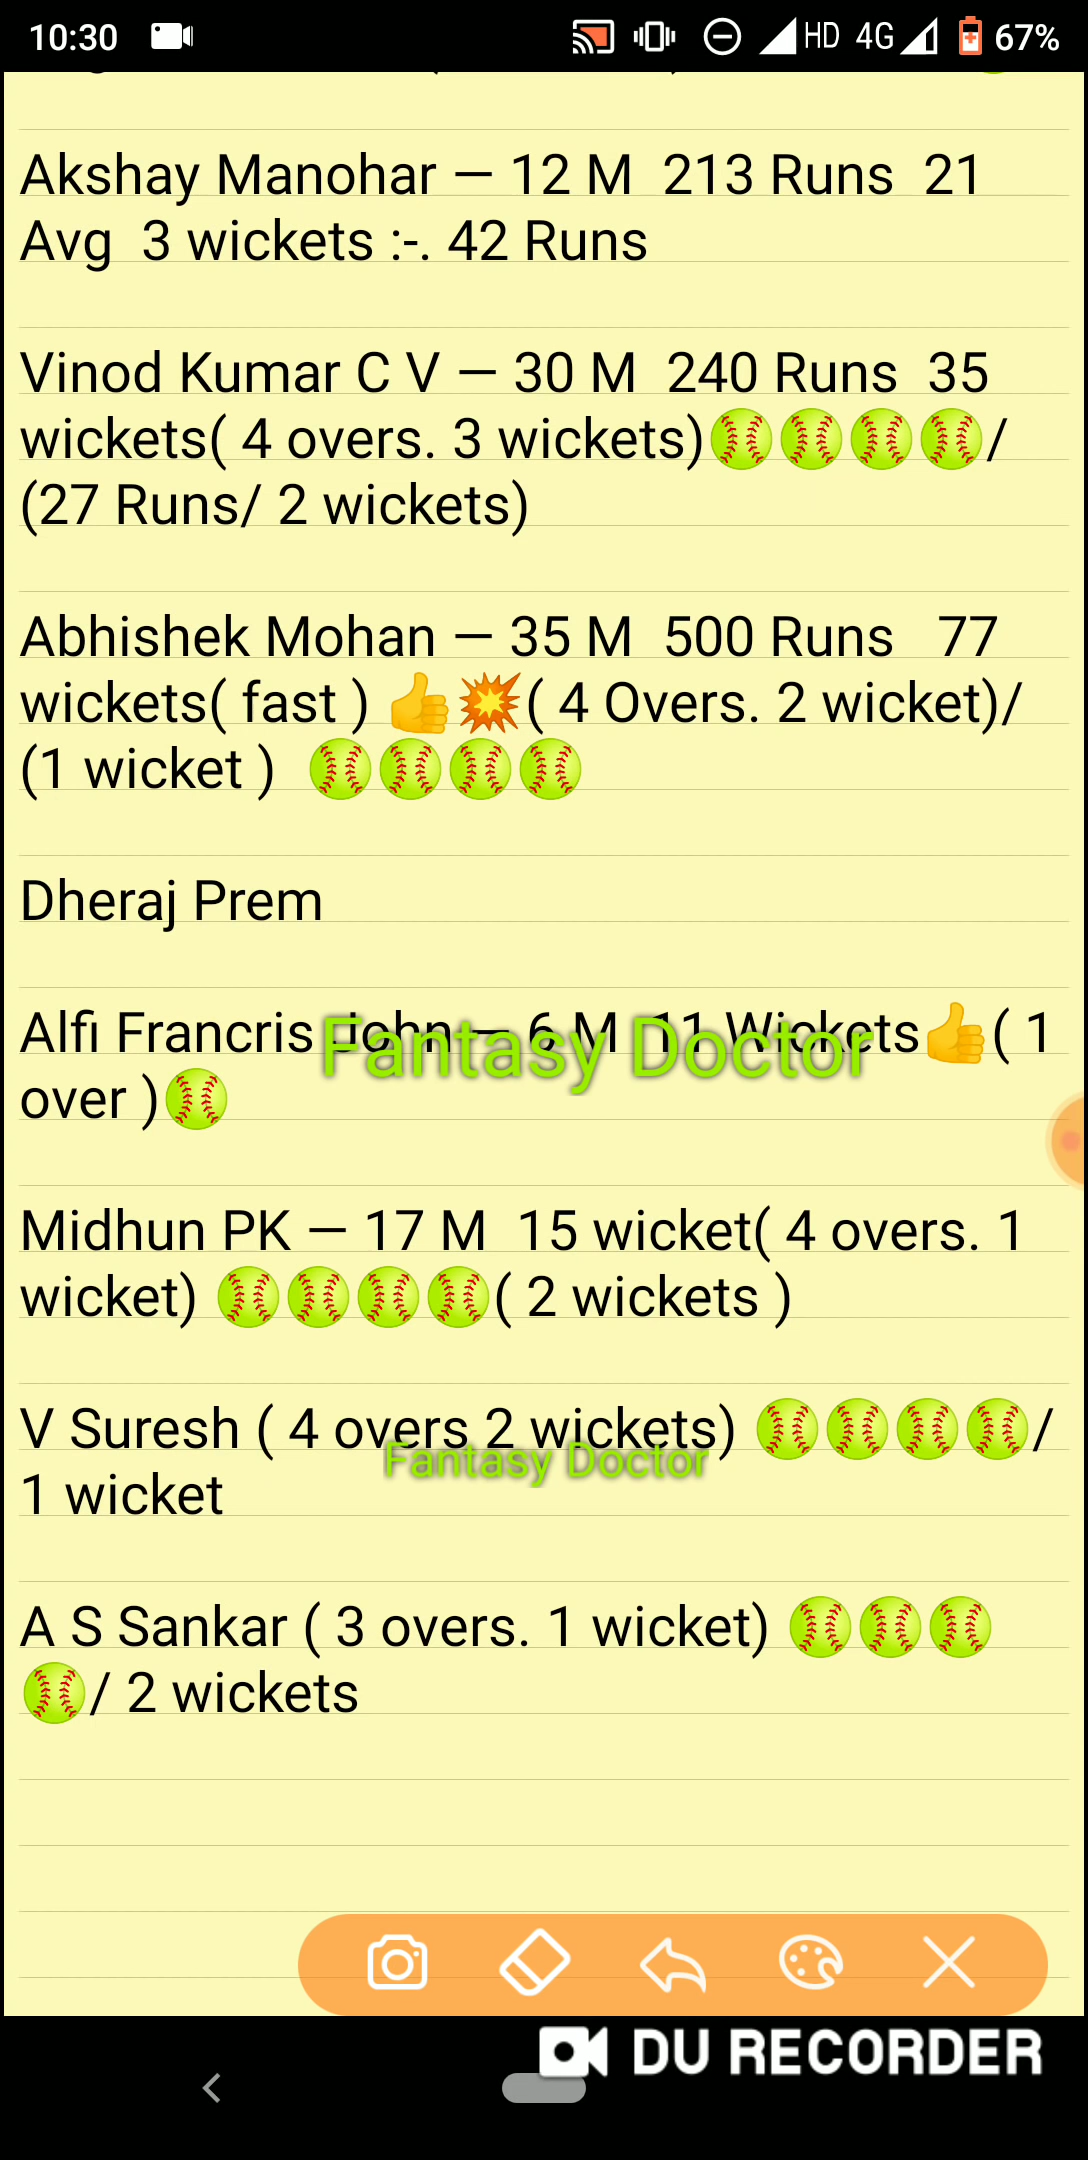 10:30 HD 4G 67%
Akshay Manohar — 12 M 213 Runs 21
Avg 3 wickets :-. 42 Runs
Vinod Kumar C V — 30 M 240 Runs 35
wickets( 4 overs. 3 wickets)🥎🥎🥎🥎/
(27 Runs/ 2 wickets)
Abhishek Mohan — 35 M 500 Runs 77
wickets( fast ) 👍💥( 4 Overs. 2 wicket)/
(1 wicket ) 🥎🥎🥎🥎
Dheraj Prem
Alfi Francris John — 6 M 11 Wickets👍( 1
Fantasy Doctor
over )🥎
Midhun PK — 17 M 15 wicket( 4 overs. 1
wicket) 🥎🥎🥎🥎( 2 wickets )
V Suresh ( 4 overs 2 wickets) 🥎🥎🥎🥎/
Fantasy Doctor
1 wicket
A S Sankar ( 3 overs. 1 wicket) 🥎🥎🥎
🥎/ 2 wickets
DU RECORDER